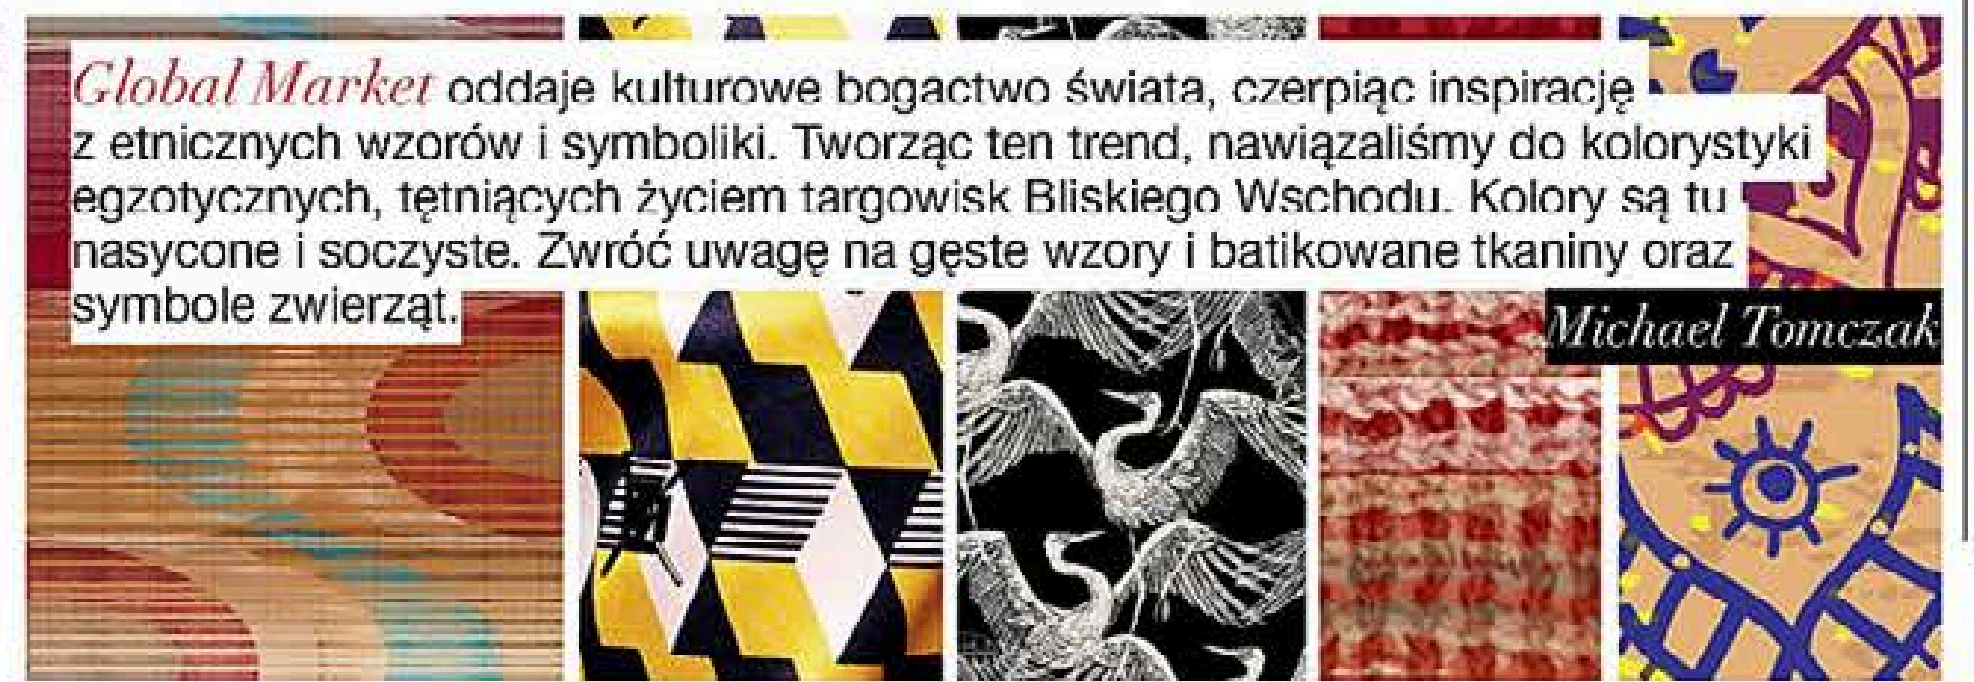 Global Market oddaje kulturowe bogactwo świata, czerpiąc inspirację
z etnicznych wzorów i symboliki. Tworząc ten trend, nawiązaliśmy do kolorystyki
egzotycznych, tętniących życiem targowisk Bliskiego Wschodu. Kolory są tu
nasycone i soczyste. Zwróć uwagę na gęste wzory i batikowane tkaniny oraz
symbole zwierząt.
Michael Tomczak